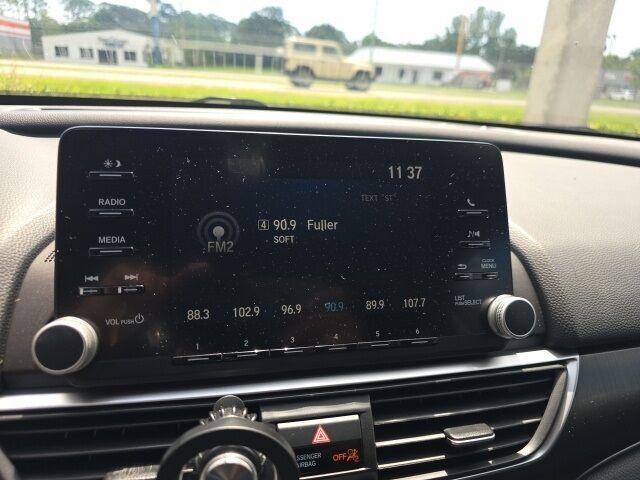 11 37
TEXT "ST"
RADIO
4 90.9 Fuller
SOFT
FM2
MEDIA
CLOCK
MENU
VOL PUSH
LIST
PUSH SELECT
88.3 102.9 96.9 90.9 89.9 107.7
1 2 3 4 5 6
PASSENGER
AIRBAG OFF